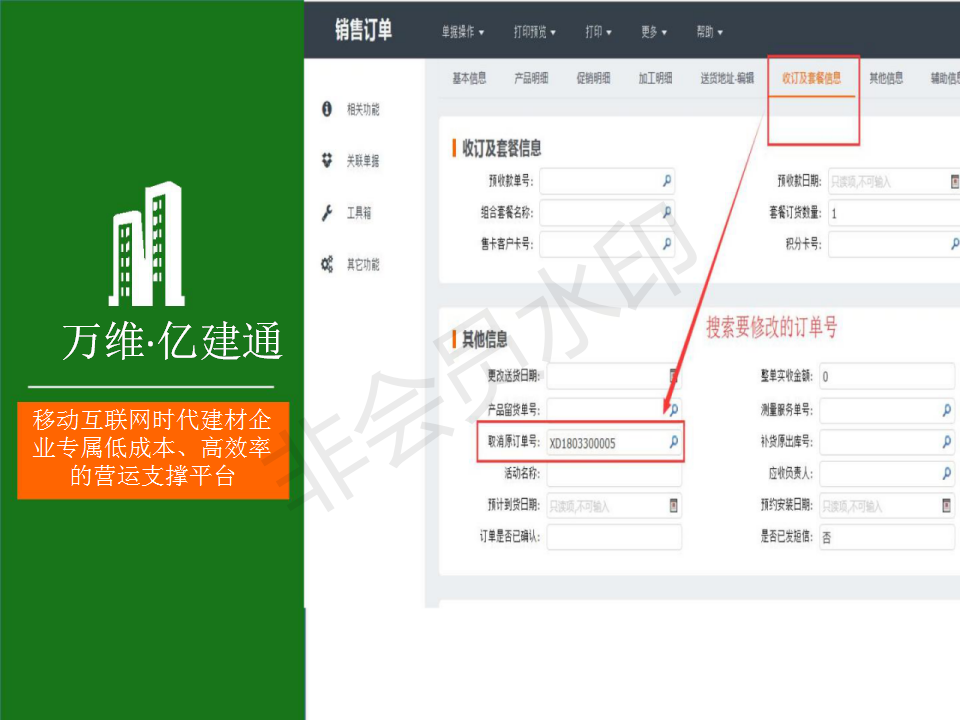 万维·亿建通
移动互联网时代建材企
业专属低成本、高效率
的营运支撑平台
销售订单
单据操作
打印预览
打印
更多
帮助
相关功能
关联单据
工具箱
其它功能
基本信息
产品明细
促销明细
加工明细
送货地址-编辑
收订及套餐信息
其他信息
辅助信息
收订及套餐信息
预收款单号:
预收款日期: 只读项,不可输入
组合套餐名称:
套餐订货数量: 1
售卡客户卡号:
积分卡号:
搜索要修改的订单号
其他信息
更改送货日期:
整单实收金额: 0
产品留货单号:
测量服务单号:
取消原订单号: XD1803300005
补货原出库号:
活动名称:
应收负责人:
预计到货日期: 只读项,不可输入
预约安装日期: 只读项,不可输入
订单是否已确认:
是否已发短信: 否
非会员水印